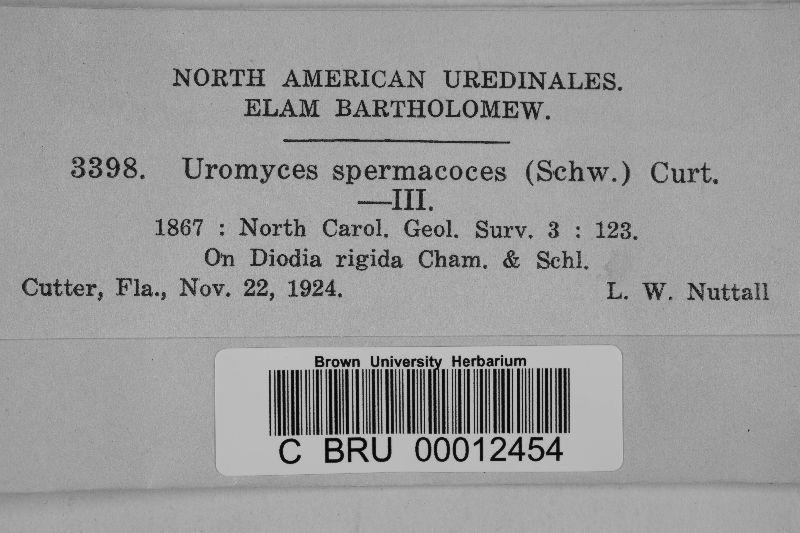 NORTH AMERICAN UREDINALES.
ELAM BARTHOLOMEW.
3398. Uromyces spermacoces (Schw.) Curt.
—III.
1867 : North Carol. Geol. Surv. 3 : 123.
On Diodia rigida Cham. & Schl.
Cutter, Fla., Nov. 22, 1924. L. W. Nuttall
Brown University Herbarium
C BRU 00012454